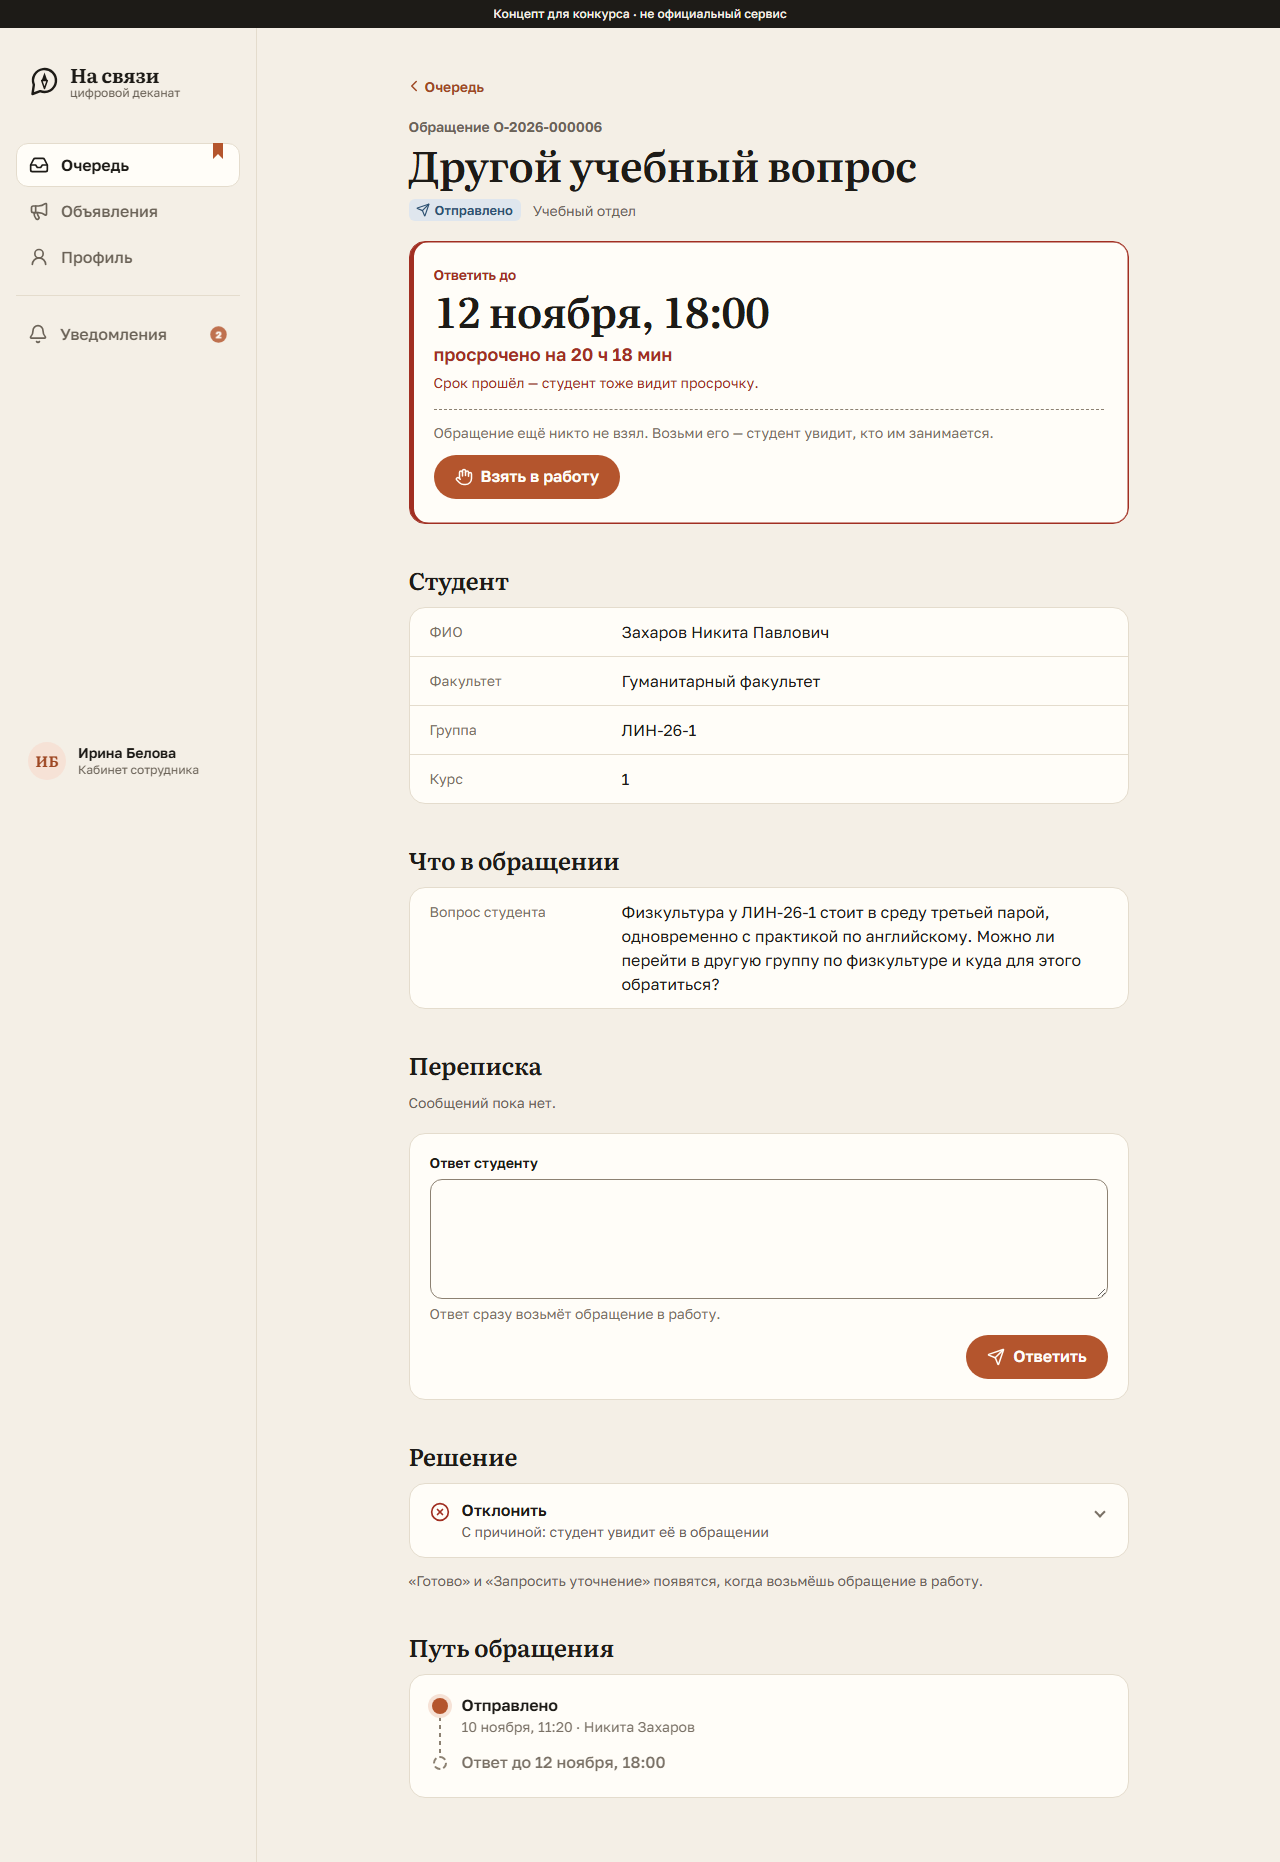 Концепт для конкурса · не официальный сервис
На связи
цифровой деканат
Очередь
Объявления
Профиль
Уведомления
2
ИБ
Ирина Белова
Кабинет сотрудника
Очередь
Обращение О-2026-000006
Другой учебный вопрос
Отправлено
Учебный отдел
Ответить до
12 ноября, 18:00
просрочено на 20 ч 18 мин
Срок прошёл — студент тоже видит просрочку.
Обращение ещё никто не взял. Возьми его — студент увидит, кто им занимается.
Взять в работу
Студент
ФИО
Захаров Никита Павлович
Факультет
Гуманитарный факультет
Группа
ЛИН-26-1
Курс
1
Что в обращении
Вопрос студента
Физкультура у ЛИН-26-1 стоит в среду третьей парой,
одновременно с практикой по английскому. Можно ли
перейти в другую группу по физкультуре и куда для этого
обратиться?
Переписка
Сообщений пока нет.
Ответ студенту
Ответ сразу возьмёт обращение в работу.
Ответить
Решение
Отклонить
С причиной: студент увидит её в обращении
«Готово» и «Запросить уточнение» появятся, когда возьмёшь обращение в работу.
Путь обращения
Отправлено
10 ноября, 11:20 · Никита Захаров
Ответ до 12 ноября, 18:00